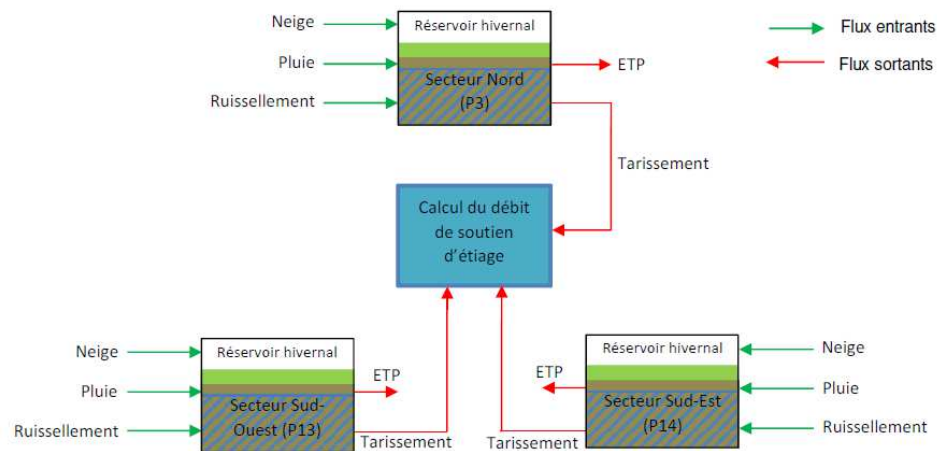 Neige
Réservoir hivernal
Flux entrants
Pluie
ETP
Flux sortants
Secteur Nord
(P3)
Ruissellement
Tarissement
Calcul du débit
de soutien
d'étiage
Neige
Réservoir hivernal
Pluie
ETP
Secteur Sud-
Ouest (P13)
Ruissellement
Tarissement
Réservoir hivernal
Neige
ETP
Pluie
Secteur Sud-Est
(P14)
Ruissellement
Tarissement